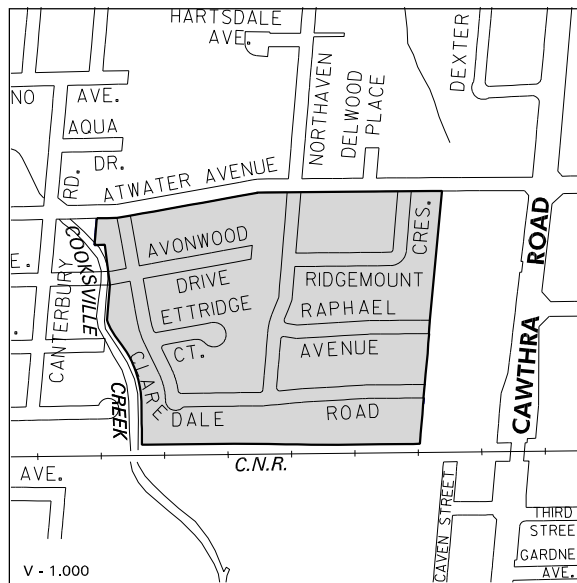 HARTSDALE
AVE.
DEXTER
NO AVE.
AQUA
DR.
RD.
NORTHAVEN
DELWOOD
PLACE
ATWATER AVENUE
CANTERBURY
COOKSVILLE
CREEK
E.
.
AVONWOOD
DRIVE
ETTRIDGE
CT.
CLARE
DALE ROAD
CRES.
RIDGEMOUNT
RAPHAEL
AVENUE
CAWTHRA ROAD
C.N.R.
AVE.
CAVEN STREET
THIRD
STREE
GARDNE
AVE.
V - 1.000